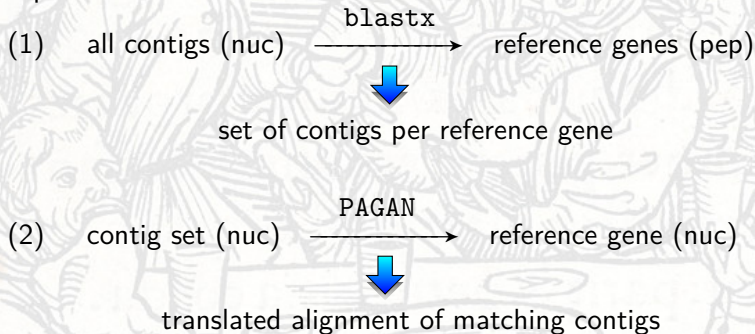 blastx
(1) all contigs (nuc) reference genes (pep)
set of contigs per reference gene
PAGAN
(2) contig set (nuc) reference gene (nuc)
translated alignment of matching contigs